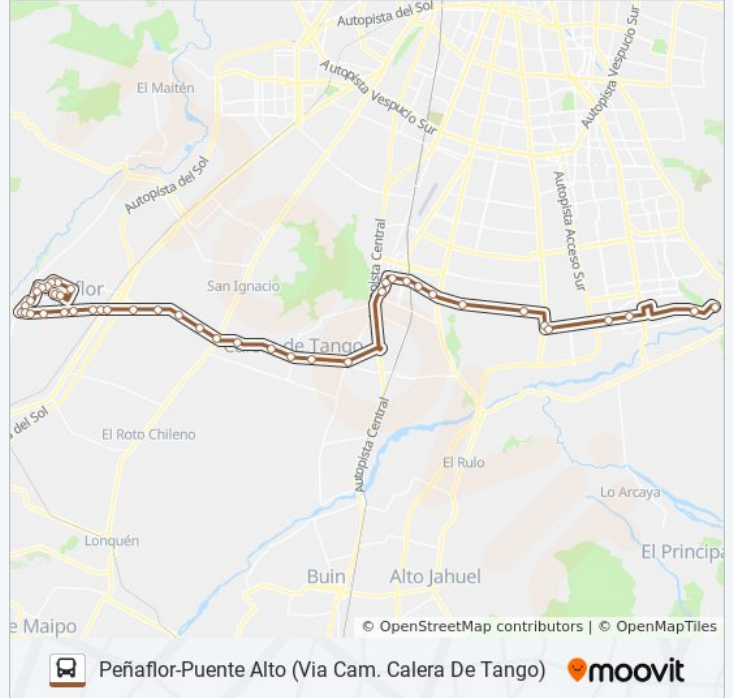 Autopista del Sol
El Maitén
Autopista Vespucio Sur
Autopista Vespucio Sur
Autopista del Sol
Autopista Acceso Sur
pista Central
San Ignacio
flor
de Tango
del Sol
El Roto Chileno
Autopista Central
El Rulo
Lo Arcaya
Lonquén
El Principa
Buin
Alto Jahuel
e Maipo
© OpenStreetMap contributors | © OpenMapTiles
Peñaflor-Puente Alto (Via Cam. Calera De Tango)
moovit